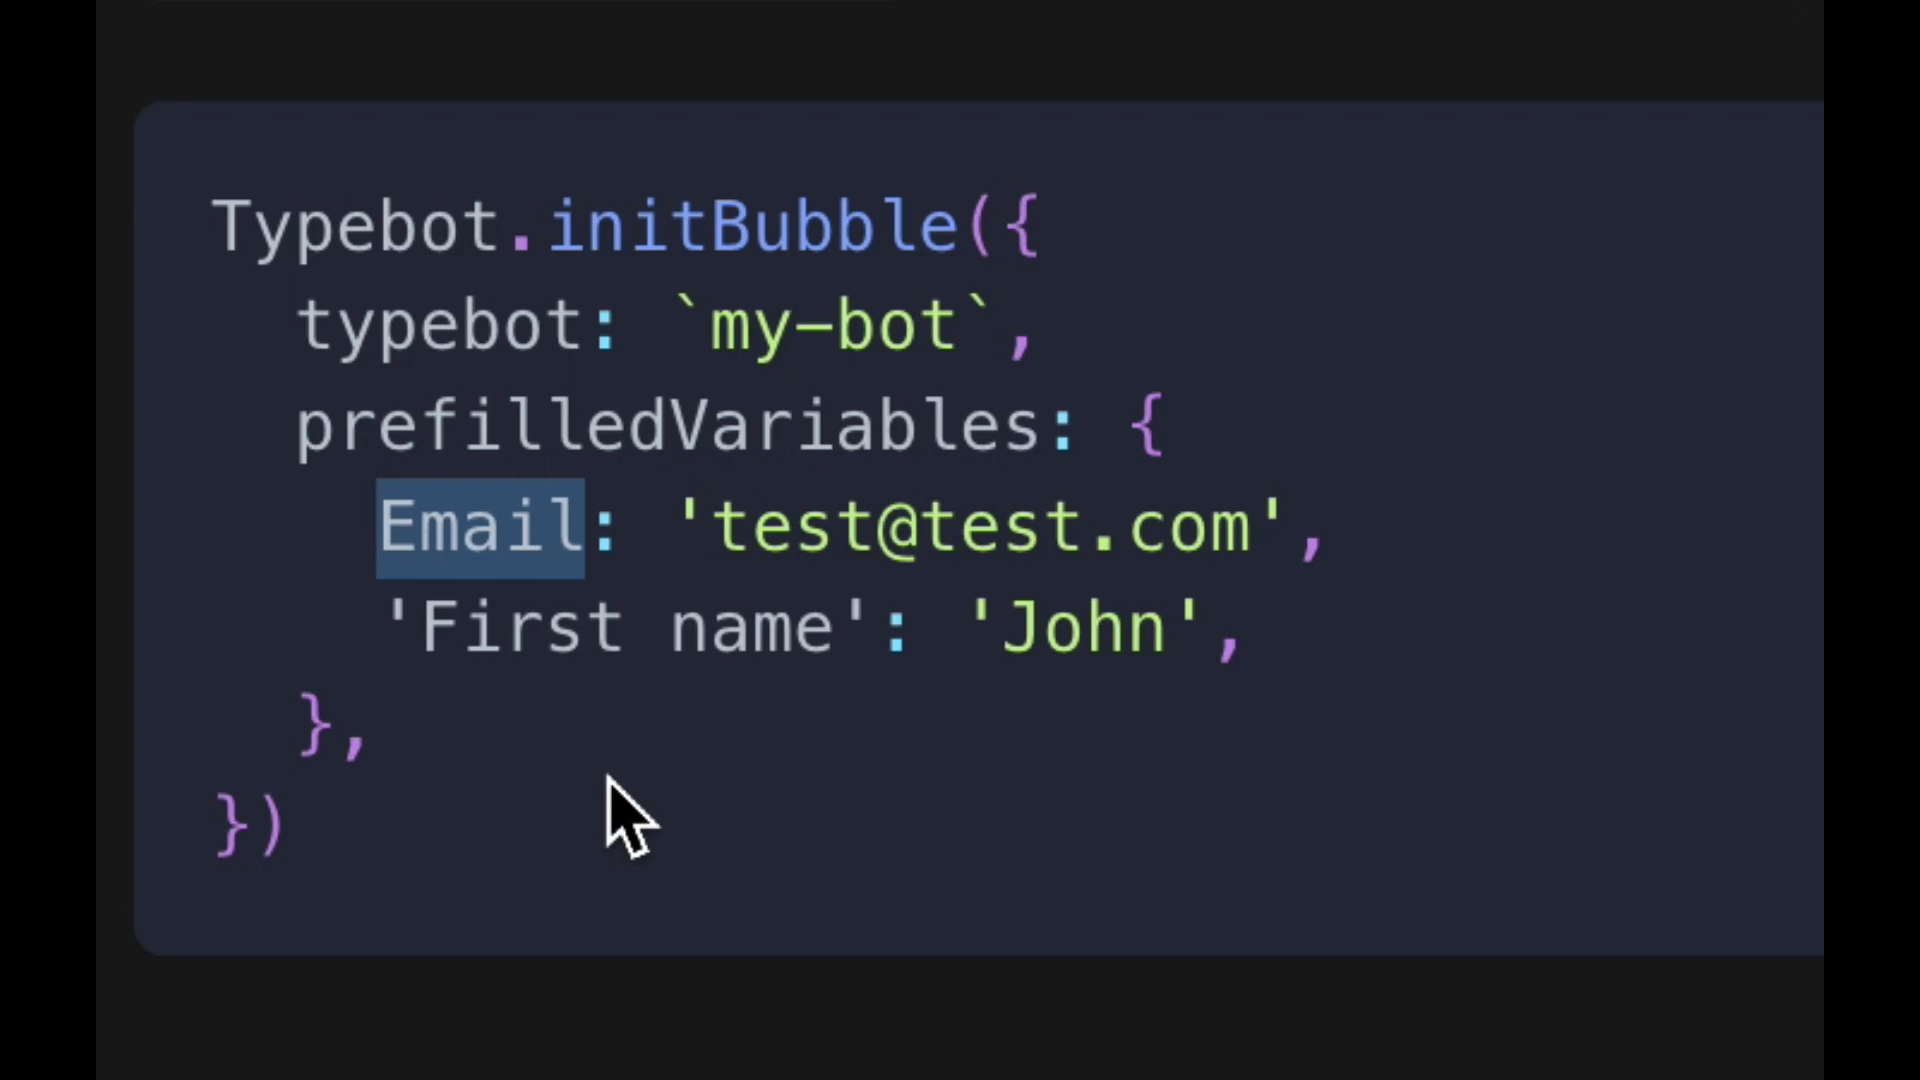 Typebot.initBubble({
typebot: `my-bot`,
prefilledVariables: {
Email: 'test@test.com',
'First name': 'John',
},
})